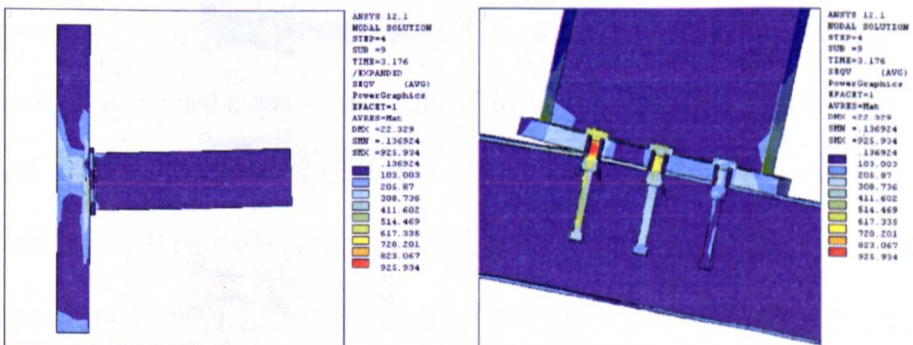 ANSYS 12.1
NODAL SOLUTION
STEP=4
SUB =9
TIME=3.176
/EXPANDED
SEQV (AVG)
PowerGraphics
EFACET=1
AVRES=Mat
DMX =22.329
SMN =.136924
SMX =925.934
.136924
103.003
205.87
308.736
411.602
514.469
617.335
720.201
823.067
925.934
ANSYS 12.1
NODAL SOLUTION
STEP=4
SUB =9
TIME=3.176
SEQV (AVG)
PowerGraphics
EFACET=1
AVRES=Mat
DMX =22.329
SMN =.136924
SMX =925.934
.136924
103.003
205.87
308.736
411.602
514.469
617.335
720.201
823.067
925.934